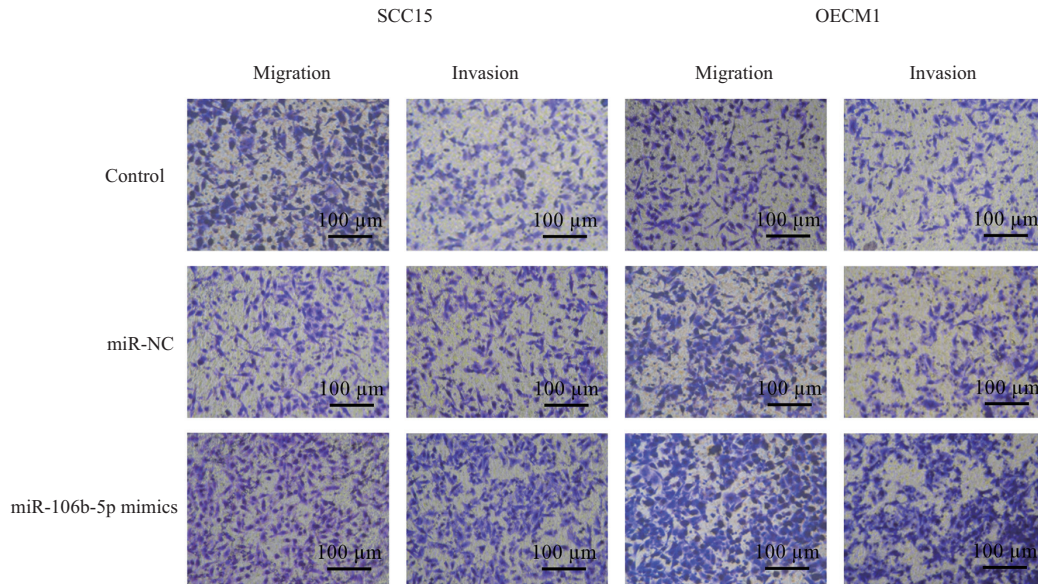 SCC15 OECM1
Migration Invasion Migration Invasion
Control
100 µm 100 µm 100 µm 100 µm
miR-NC
100 µm 100 µm 100 µm 100 µm
miR-106b-5p mimics
100 µm 100 µm 100 µm 100 µm